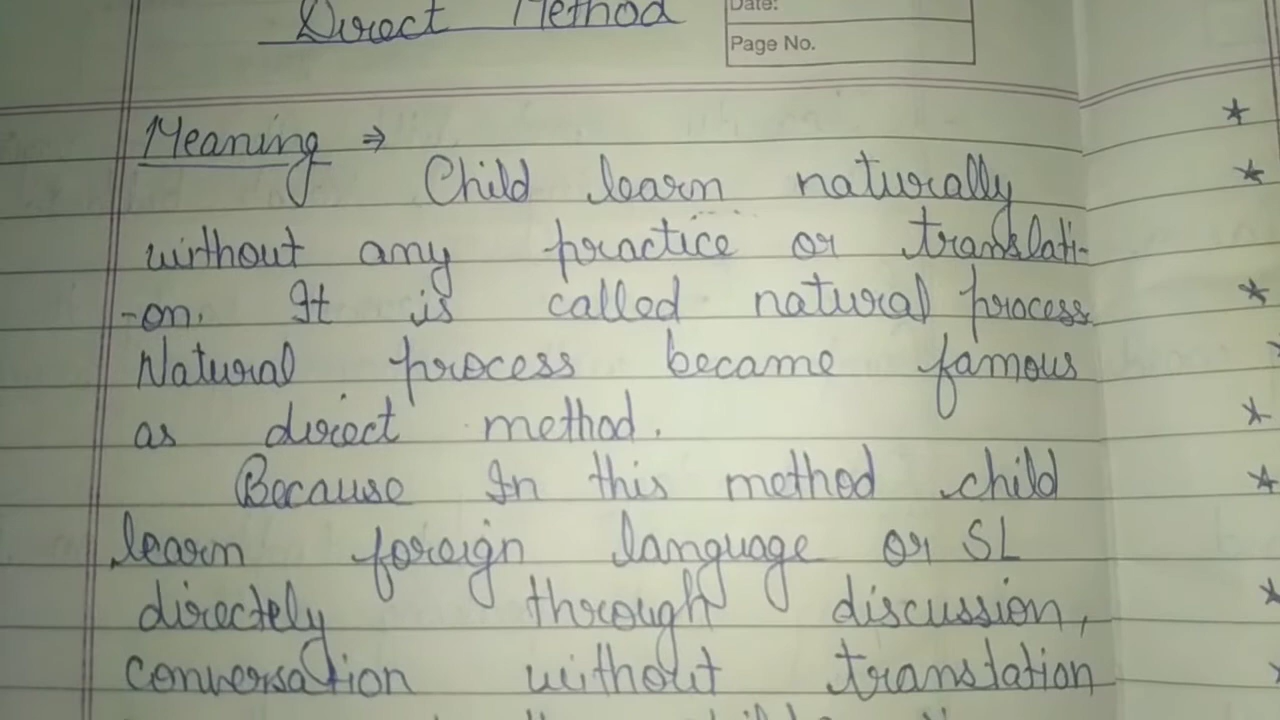 Direct Method
Date:
Page No.
Meaning ⇒
Child learn naturally
without any practice or translati-
-on. It is called natural process.
Natural process became famous
as direct method.
Because In this method child
learn foreign language or SL
directely through discussion,
conversation without translation